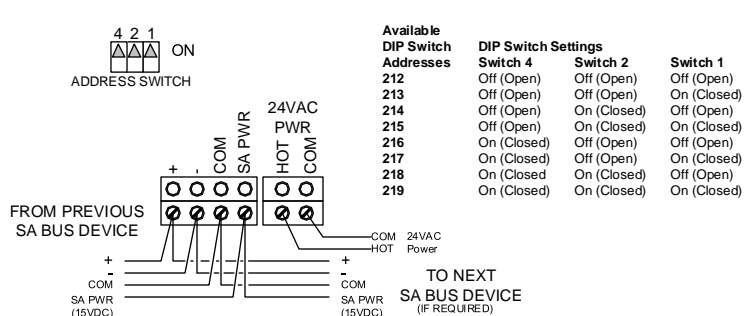 4 2 1
ON
ADDRESS SWITCH
Available
DIP Switch DIP Switch Settings
Addresses Switch 4 Switch 2 Switch 1
212 Off (Open) Off (Open) Off (Open)
213 Off (Open) Off (Open) On (Closed)
214 Off (Open) On (Closed) Off (Open)
215 Off (Open) On (Closed) On (Closed)
216 On (Closed) Off (Open) Off (Open)
217 On (Closed) Off (Open) On (Closed)
218 On (Closed On (Closed) Off (Open)
219 On (Closed) On (Closed) On (Closed)
24VAC
PWR
+
-
COM
SA PWR
HOT
COM
FROM PREVIOUS
SA BUS DEVICE
COM 24VAC
HOT Power
+ +
- -
COM COM
SA PWR SA PWR
(15VDC) (15VDC)
TO NEXT
SA BUS DEVICE
(IF REQUIRED)